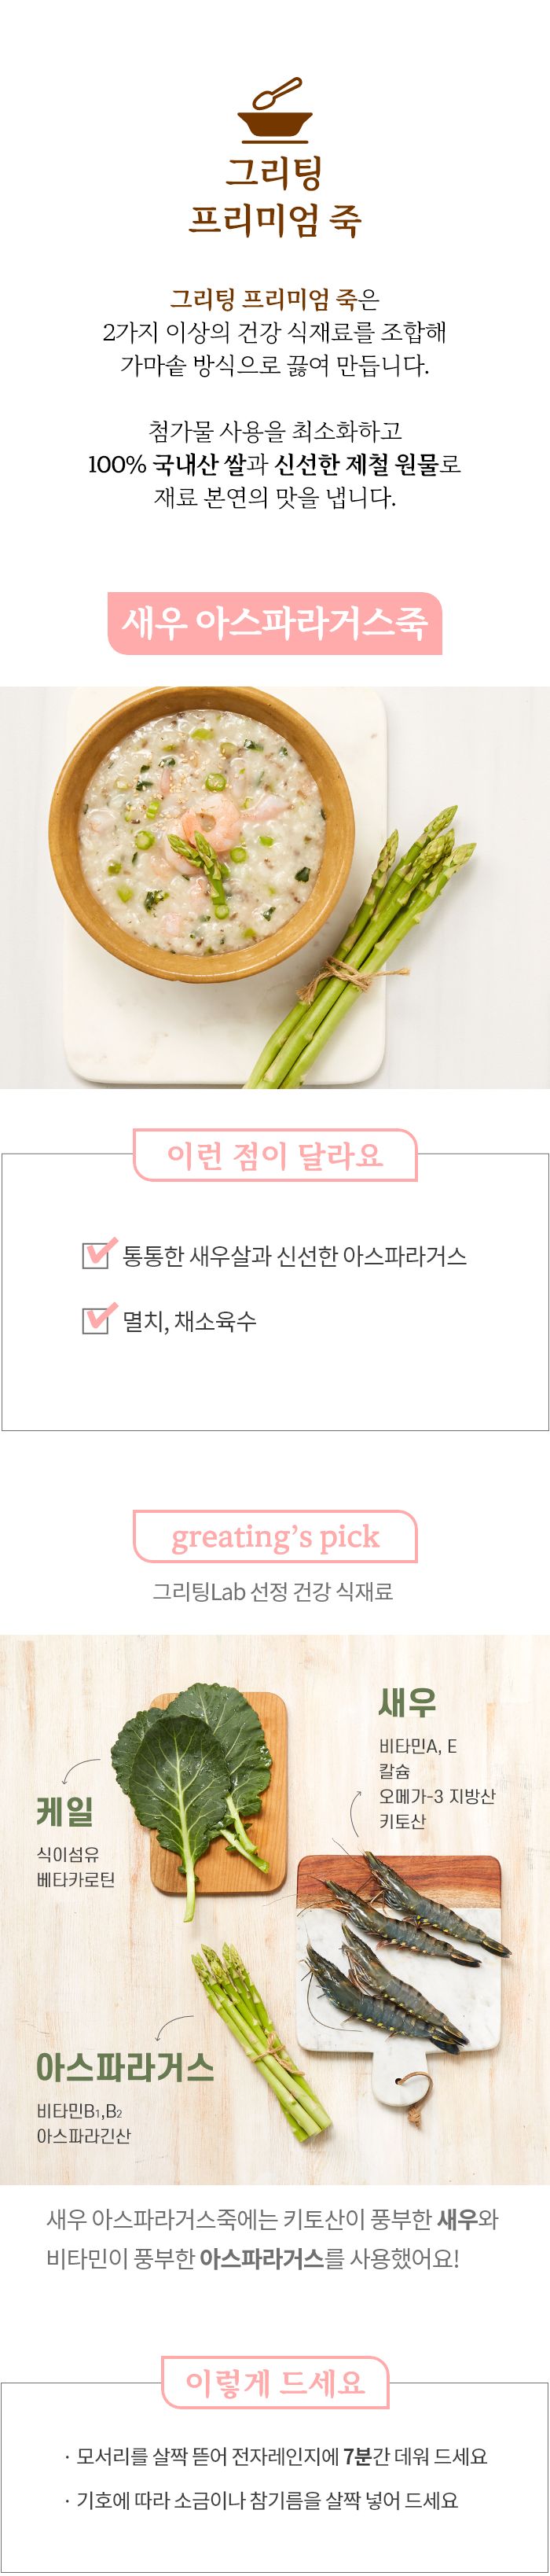 그리팅
프리미엄 죽
그리팅 프리미엄 죽은
2가지 이상의 건강 식재료를 조합해
가마솥 방식으로 끓여 만듭니다.
첨가물 사용을 최소화하고
100% 국내산 쌀과 신선한 제철 원물로
재료 본연의 맛을 냅니다.
새우 아스파라거스죽
이런 점이 달라요
통통한 새우살과 신선한 아스파라거스
멸치, 채소육수
greating's pick
그리팅Lab 선정 건강 식재료
새우
비타민A, E
칼슘
오메가-3 지방산
키토산
케일
식이섬유
베타카로틴
아스파라거스
비타민B1,B2
아스파라긴산
새우 아스파라거스죽에는 키토산이 풍부한 새우와
비타민이 풍부한 아스파라거스를 사용했어요!
이렇게 드세요
· 모서리를 살짝 뜯어 전자레인지에 7분간 데워 드세요
· 기호에 따라 소금이나 참기름을 살짝 넣어 드세요